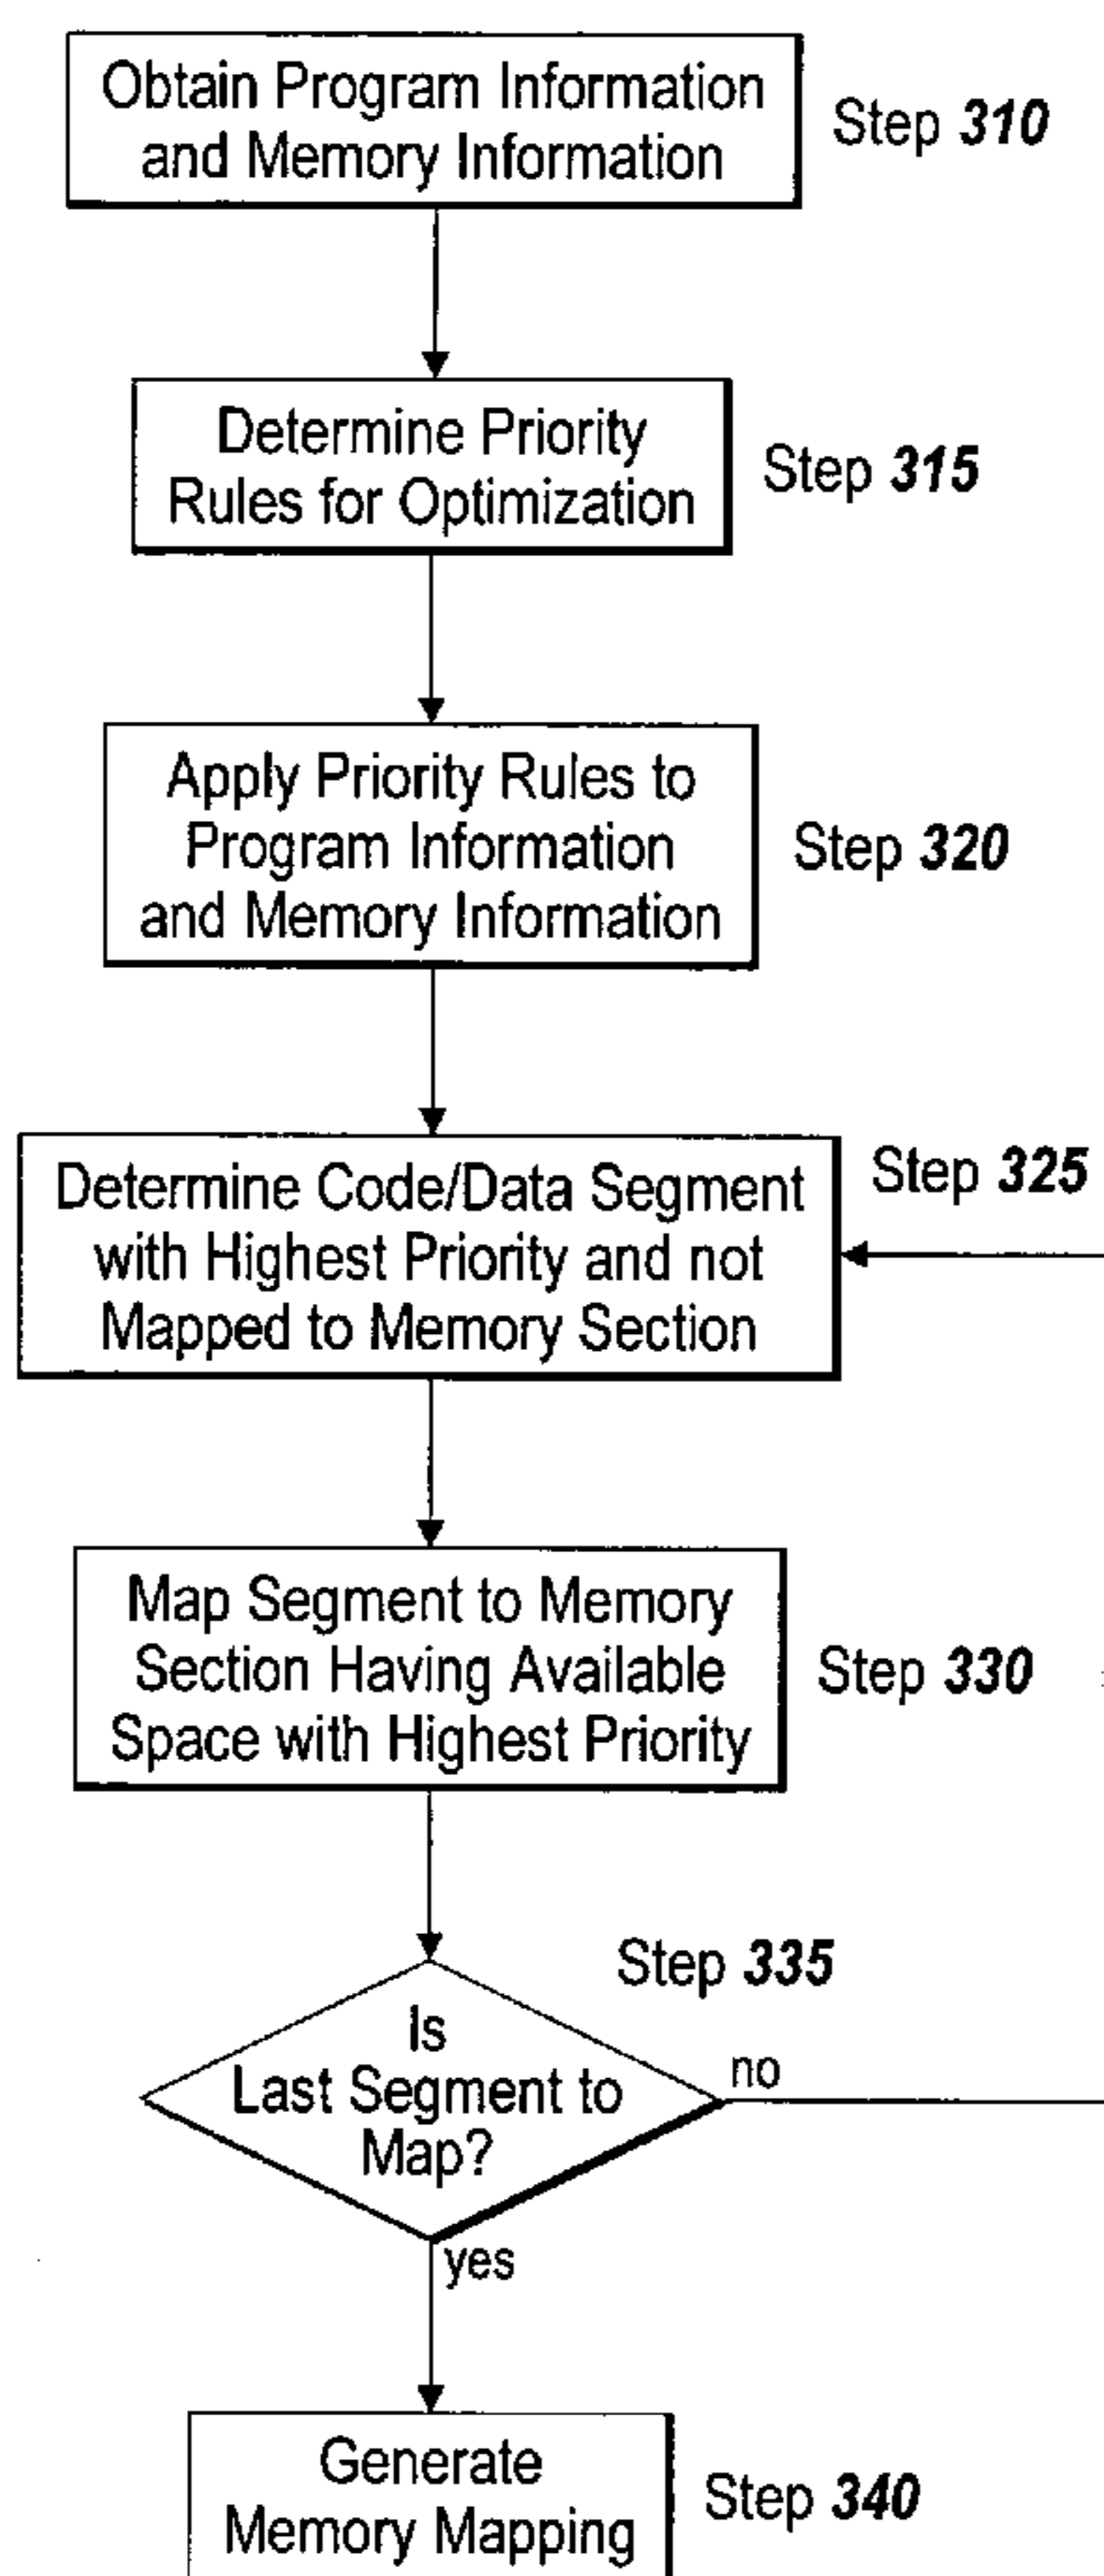 Obtain Program Information
and Memory Information
Step 310
Determine Priority
Rules for Optimization
Step 315
Apply Priority Rules to
Program Information
and Memory Information
Step 320
Determine Code/Data Segment
with Highest Priority and not
Mapped to Memory Section
Step 325
Map Segment to Memory
Section Having Available
Space with Highest Priority
Step 330
Step 335
Is
Last Segment to
Map?
no
yes
Generate
Memory Mapping
Step 340